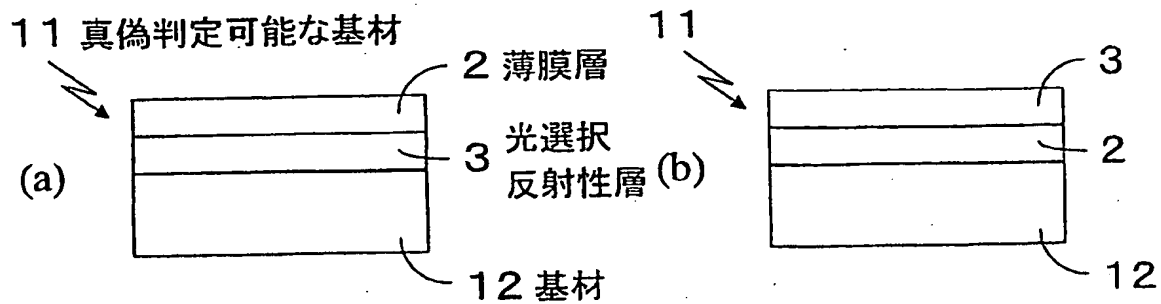 11 真偽判定可能な基材
2 薄膜層
3 光選択
反射性層
(a)
12 基材
11
3
2
(b)
12